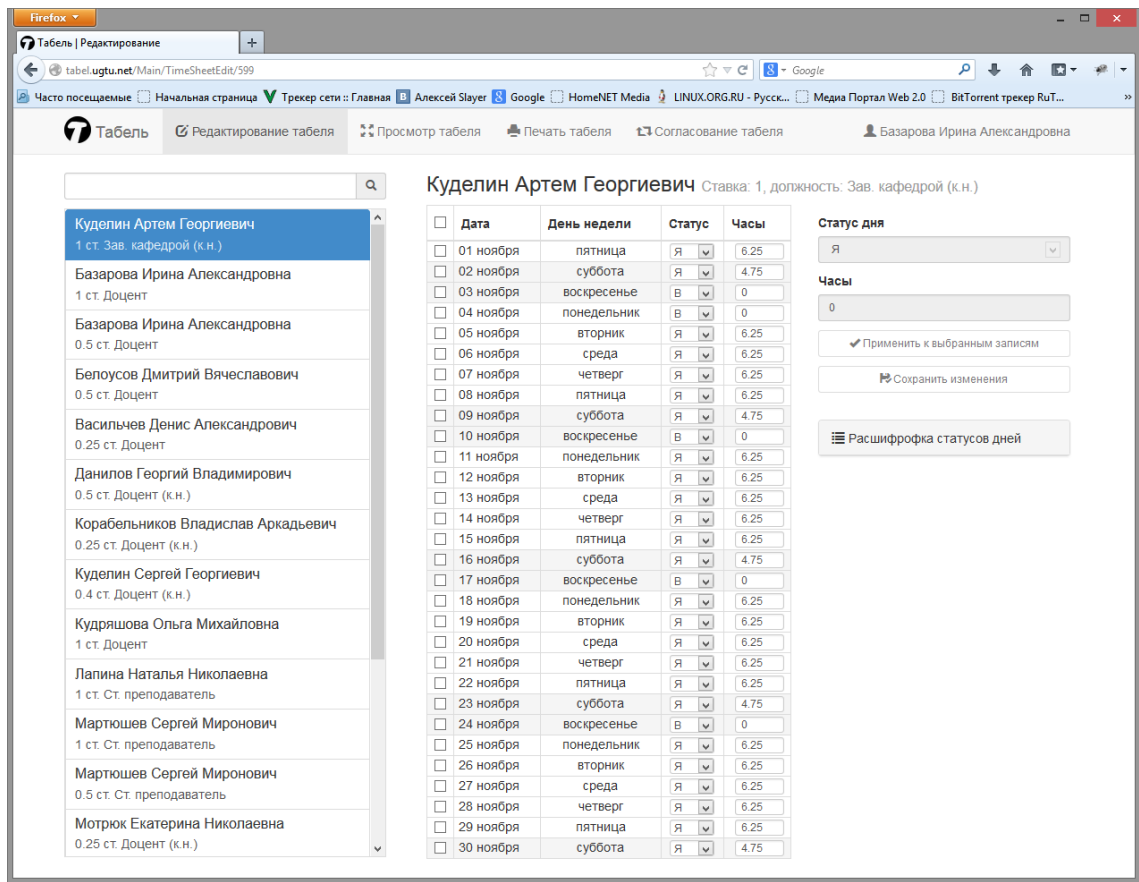 Firefox
Табель | Редактирование
tabel.ugtu.net/Main/TimeSheetEdit/599
Google
Часто посещаемые Начальная страница Трекер сети :: Главная Алексей Slayer Google HomeNET Media LINUX.ORG.RU - Русск... Медиа Портал Web 2.0 BitTorrent трекер RuT...
Табель Редактирование табеля Просмотр табеля Печать табеля Согласование табеля Базарова Ирина Александровна
Куделин Артем Георгиевич
1 ст. Зав. кафедрой (к.н.)
Базарова Ирина Александровна
1 ст. Доцент
Базарова Ирина Александровна
0.5 ст. Доцент
Белоусов Дмитрий Вячеславович
0.5 ст. Доцент
Васильчев Денис Александрович
0.25 ст. Доцент
Данилов Георгий Владимирович
0.5 ст. Доцент (к.н.)
Корабельников Владислав Аркадьевич
0.25 ст. Доцент (к.н.)
Куделин Сергей Георгиевич
0.4 ст. Доцент (к.н.)
Кудряшова Ольга Михайловна
1 ст. Доцент
Лапина Наталья Николаевна
1 ст. Ст. преподаватель
Мартюшев Сергей Миронович
1 ст. Ст. преподаватель
Мартюшев Сергей Миронович
0.5 ст. Ст. преподаватель
Мотрюк Екатерина Николаевна
0.25 ст. Доцент (к.н.)
Куделин Артем Георгиевич Ставка: 1, должность: Зав. кафедрой (к.н.)
Дата День недели Статус Часы
01 ноября пятница Я 6.25
02 ноября суббота Я 4.75
03 ноября воскресенье В 0
04 ноября понедельник В 0
05 ноября вторник Я 6.25
06 ноября среда Я 6.25
07 ноября четверг Я 6.25
08 ноября пятница Я 6.25
09 ноября суббота Я 4.75
10 ноября воскресенье В 0
11 ноября понедельник Я 6.25
12 ноября вторник Я 6.25
13 ноября среда Я 6.25
14 ноября четверг Я 6.25
15 ноября пятница Я 6.25
16 ноября суббота Я 4.75
17 ноября воскресенье В 0
18 ноября понедельник Я 6.25
19 ноября вторник Я 6.25
20 ноября среда Я 6.25
21 ноября четверг Я 6.25
22 ноября пятница Я 6.25
23 ноября суббота Я 4.75
24 ноября воскресенье В 0
25 ноября понедельник Я 6.25
26 ноября вторник Я 6.25
27 ноября среда Я 6.25
28 ноября четверг Я 6.25
29 ноября пятница Я 6.25
30 ноября суббота Я 4.75
Статус дня
Я
Часы
0
Применить к выбранным записям
Сохранить изменения
Расшифрофка статусов дней